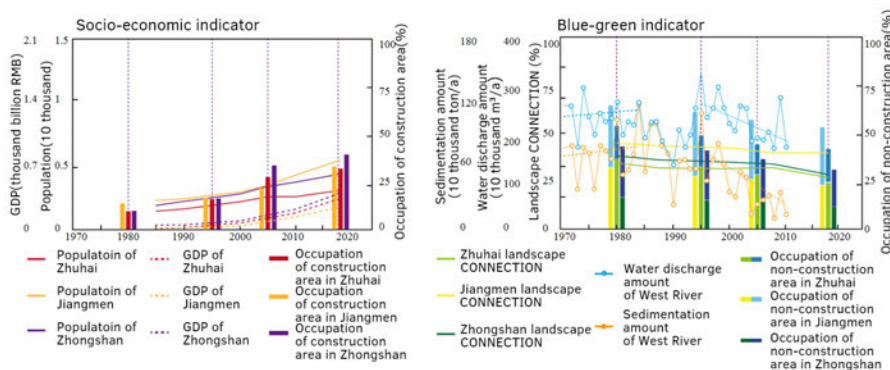 Socio-economic indicator
GDP(thousand billion RMB)
Population(10 thousand)
Occupation of construction area(%)
2.1
1.4
0.7
0
1.5
1
0.5
0
100
75
50
25
0
1970
1980
1990
2000
2010
2020
Populatoin of Zhuhai
Populatoin of Jiangmen
Populatoin of Zhongshan
GDP of Zhuhai
GDP of Jiangmen
GDP of Zhongshan
Occupation of construction area in Zhuhai
Occupation of construction area in Jiangmen
Occupation of construction area in Zhongshan
Blue-green indicator
Sedimentation amount
(10 thousand ton/a)
Water discharge amount
(10 thousand m³/a)
Landscape CONNECTION (%)
Occupation of non-construction area(%)
180
120
60
0
400
300
200
100
0
100
75
50
25
0
100
75
50
25
0
1970
1980
1990
2000
2010
2020
Zhuhai landscape
CONNECTION
Jiangmen landscape
CONNECTION
Zhongshan landscape
CONNECTION
Water discharge
amount
of West River
Sedimentation
amount
of West River
Occupation of
non-construction
area in Zhuhai
Occupation of
non-construction
area in Jiangmen
Occupation of
non-construction
area in Zhongshan